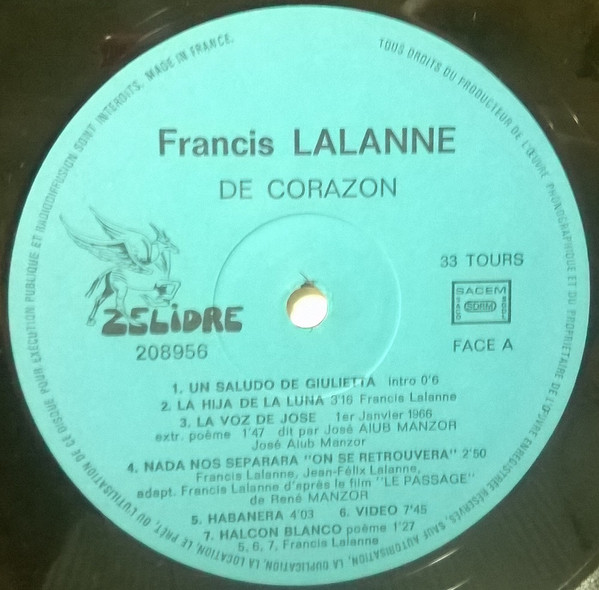 TOUS DROITS DU PRODUCTEUR DE L'ŒUVRE PHONOGRAPHIQUE ET DU PROPRIÉTAIRE DE L'ŒUVRE ENREGISTRÉE RÉSERVÉS, SAUF AUTORISATION, LA DUPLICATION, LA LOCATION, LE PRÊT, OU L'UTILISATION DE CE DISQUE POUR EXÉCUTION PUBLIQUE ET RADIODIFFUSION SONT INTERDITS. MADE IN FRANCE.
Francis LALANNE
DE CORAZON
33 TOURS
SACEM
SACD SDRM SGDL
ZELIDRE
208956
FACE A
1. UN SALUDO DE GIULIETTA intro 0'6
2. LA HIJA DE LA LUNA 3'16 Francis Lalanne
3. LA VOZ DE JOSE 1er Janvier 1966
extr. poême 1'47 dit par José AIUB MANZOR
José Aiub Manzor
4. NADA NOS SEPARARA "ON SE RETROUVERA" 2'50
Francis Lalanne, Jean-Félix Lalanne,
adapt. Francis Lalanne d'après le film "LE PASSAGE"
de René MANZOR
5. HABANERA 4'03 6. VIDEO 7'45
7. HALCON BLANCO poême 1'27
5, 6, 7, Francis Lalanne